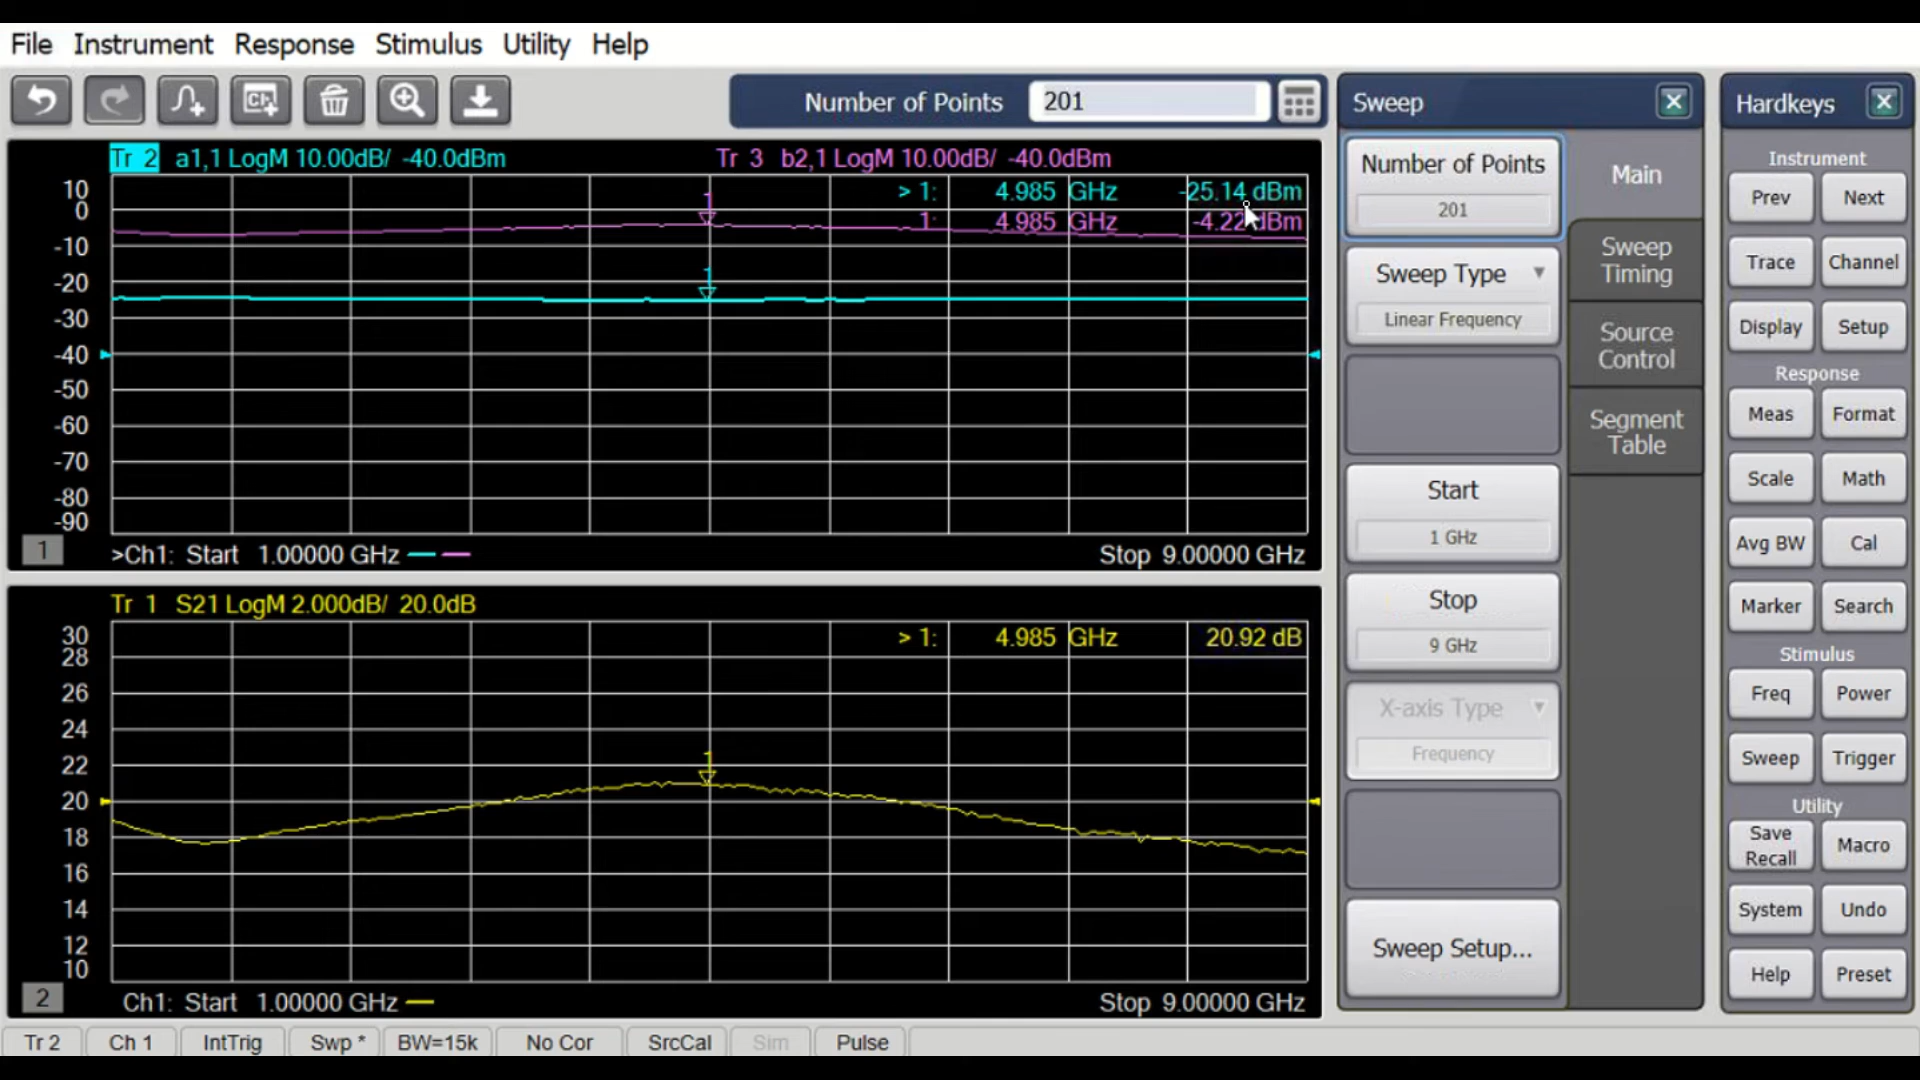 File Instrument Response Stimulus Utility Help
Number of Points 201
Tr 2 a1,1 LogM 10.00dB/ -40.0dBm
Tr 3 b2,1 LogM 10.00dB/ -40.0dBm
> 1: 4.985 GHz -25.14 dBm
1: 4.985 GHz -4.22 dBm
10
0
-10
-20
-30
-40
-50
-60
-70
-80
-90
1
1
1
>Ch1: Start 1.00000 GHz
Stop 9.00000 GHz
Tr 1 S21 LogM 2.000dB/ 20.0dB
> 1: 4.985 GHz 20.92 dB
30
28
26
24
22
20
18
16
14
12
10
1
2
Ch1: Start 1.00000 GHz
Stop 9.00000 GHz
Tr 2 Ch 1 IntTrig Swp * BW=15k No Cor SrcCal Sim Pulse
Sweep
Number of Points
201
Sweep Type
Linear Frequency
Start
1 GHz
Stop
9 GHz
X-axis Type
Frequency
Sweep Setup...
Main
Sweep
Timing
Source
Control
Segment
Table
Hardkeys
Instrument
Prev Next
Trace Channel
Display Setup
Response
Meas Format
Scale Math
Avg BW Cal
Marker Search
Stimulus
Freq Power
Sweep Trigger
Utility
Save
Recall
Macro
System Undo
Help Preset